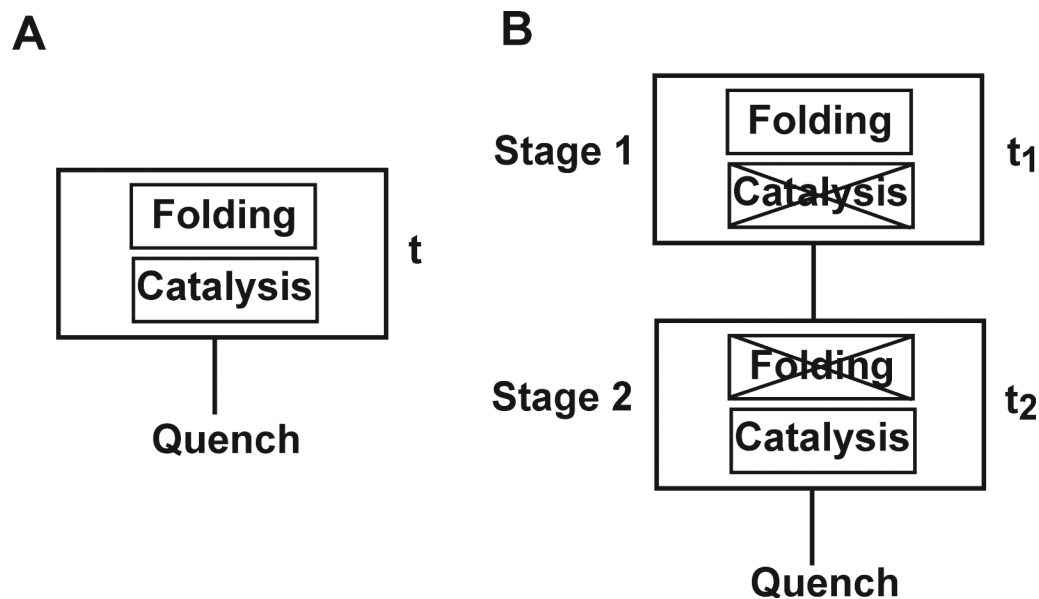 A
Folding
Catalysis
t
Quench
B
Stage 1
Folding
Catalysis
t1
Stage 2
Folding
Catalysis
t2
Quench